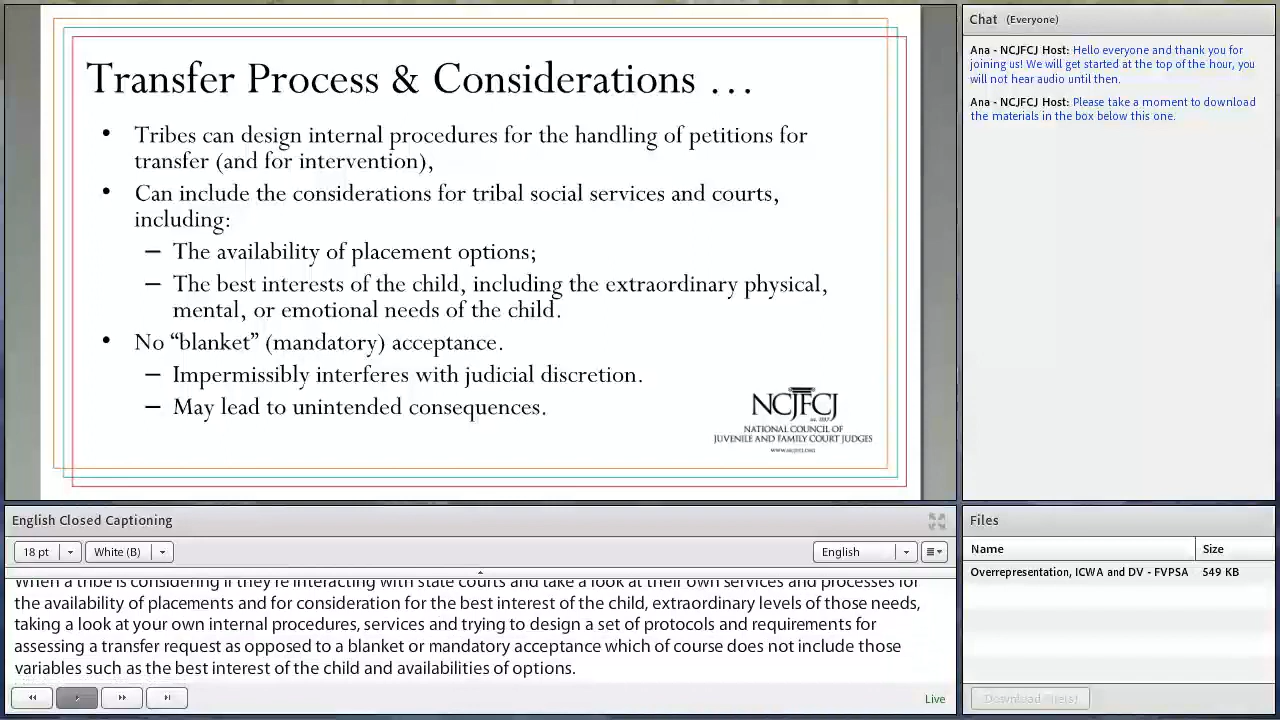 Transfer Process & Considerations …
• Tribes can design internal procedures for the handling of petitions for
transfer (and for intervention),
• Can include the considerations for tribal social services and courts,
including:
– The availability of placement options;
– The best interests of the child, including the extraordinary physical,
mental, or emotional needs of the child.
• No “blanket” (mandatory) acceptance.
– Impermissibly interferes with judicial discretion.
– May lead to unintended consequences.
NCJFCJ
NATIONAL COUNCIL OF
JUVENILE AND FAMILY COURT JUDGES
WWW.NCJFCJ.ORG
Chat (Everyone)
Ana - NCJFCJ Host: Hello everyone and thank you for
joining us! We will get started at the top of the hour, you
will not hear audio until then.
Ana - NCJFCJ Host: Please take a moment to download
the materials in the box below this one.
English Closed Captioning
18 pt White (B) English
When a tribe is considering if they're interacting with state courts and take a look at their own services and processes for
the availability of placements and for consideration for the best interest of the child, extraordinary levels of those needs,
taking a look at your own internal procedures, services and trying to design a set of protocols and requirements for
assessing a transfer request as opposed to a blanket or mandatory acceptance which of course does not include those
variables such as the best interest of the child and availabilities of options.
Live
Files
Name Size
Overrepresentation, ICWA and DV - FVPSA 549 KB
Download File(s)